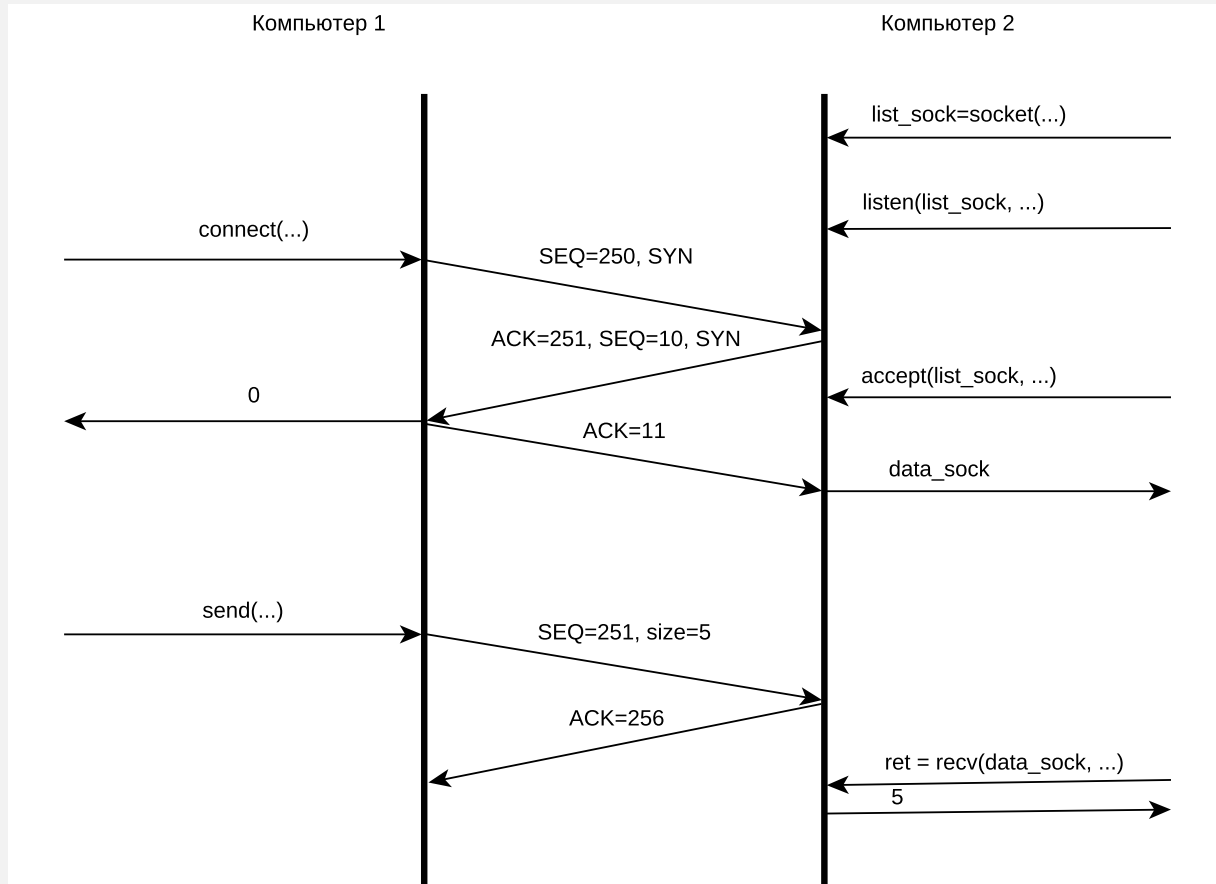 Компьютер 1
Компьютер 2
list_sock=socket(...)
listen(list_sock, ...)
connect(...)
SEQ=250, SYN
ACK=251, SEQ=10, SYN
accept(list_sock, ...)
0
ACK=11
data_sock
send(...)
SEQ=251, size=5
ACK=256
ret = recv(data_sock, ...)
5